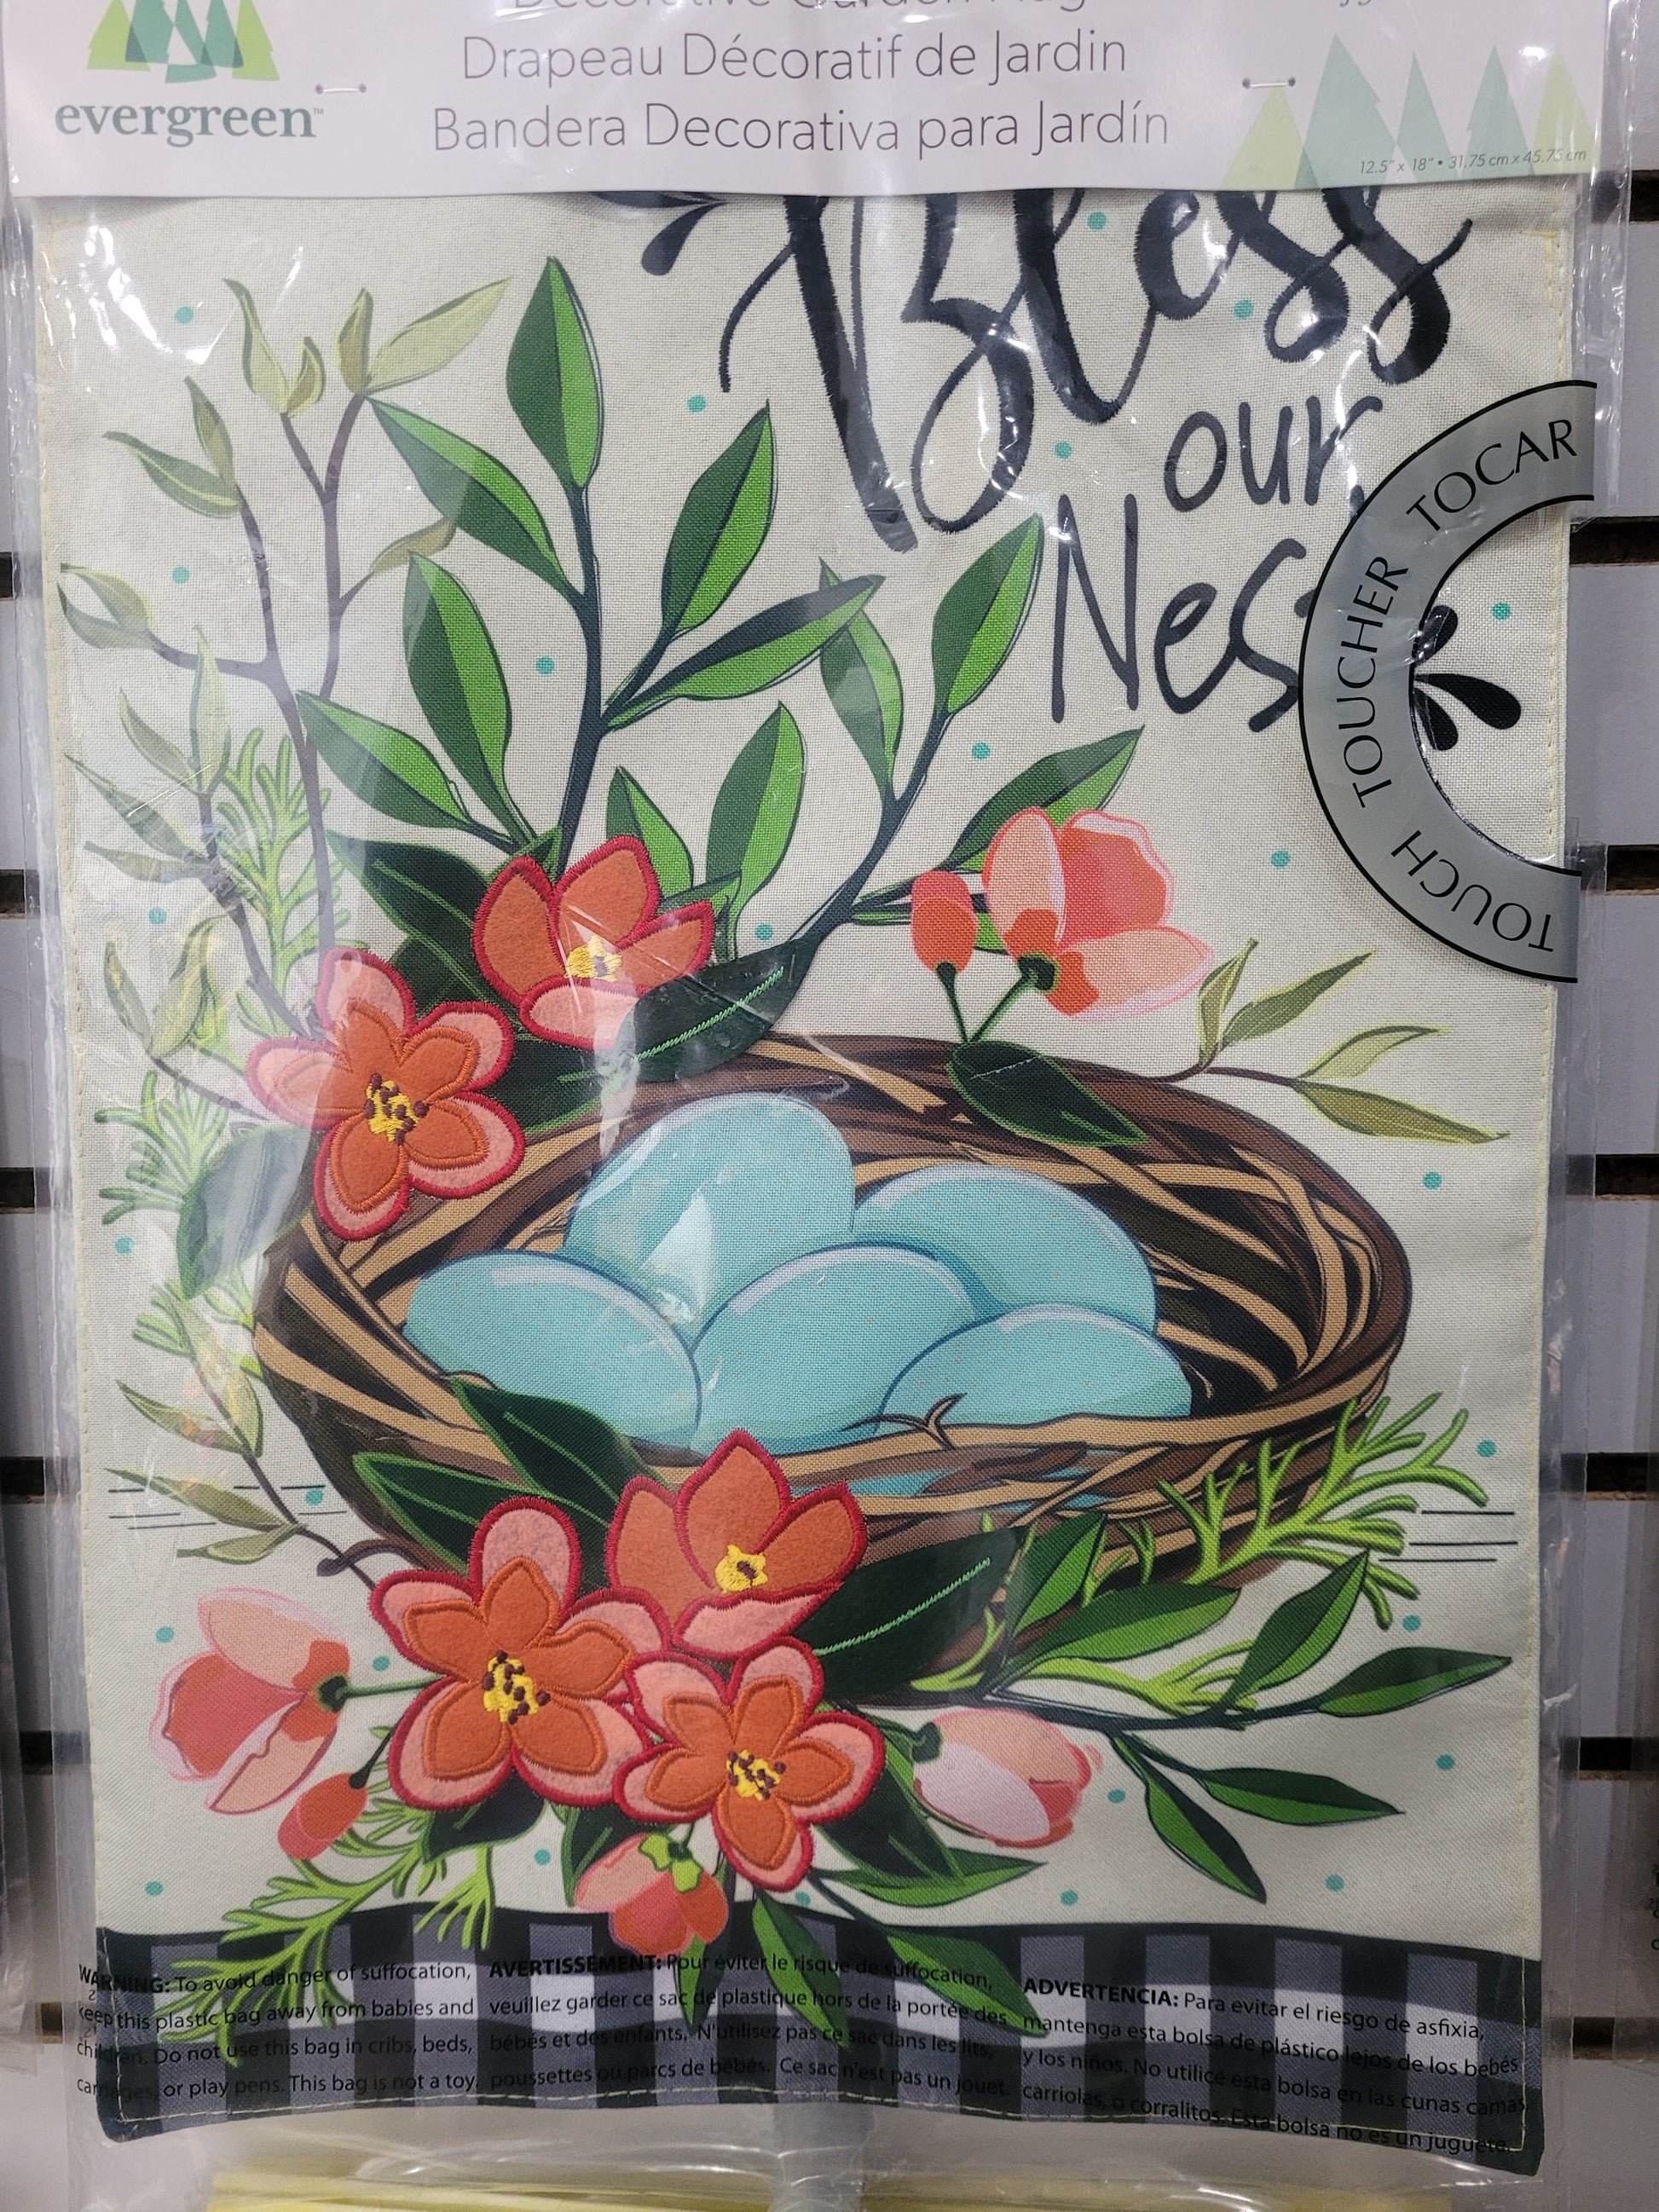 Decorative Garden Flag
Drapeau Décoratif de Jardin
Bandera Decorativa para Jardín
evergreen™
12.5" x 18" • 31.75 cm x 45.75 cm
Bless
our
Nes
TOUCH TOUCHER TOCAR
WARNING: To avoid danger of suffocation,
keep this plastic bag away from babies and
children. Do not use this bag in cribs, beds,
carriages, or play pens. This bag is not a toy.
AVERTISSEMENT: Pour éviter le risque de suffocation,
veuillez garder ce sac de plastique hors de la portée des
bébés et des enfants. N'utilisez pas ce sac dans les lits,
poussettes ou parcs de bébés. Ce sac n'est pas un jouet.
ADVERTENCIA: Para evitar el riesgo de asfixia,
mantenga esta bolsa de plástico lejos de los bebés
y los niños. No utilice esta bolsa en las cunas camas,
carriolas, o corralitos. Esta bolsa no es un juguete.